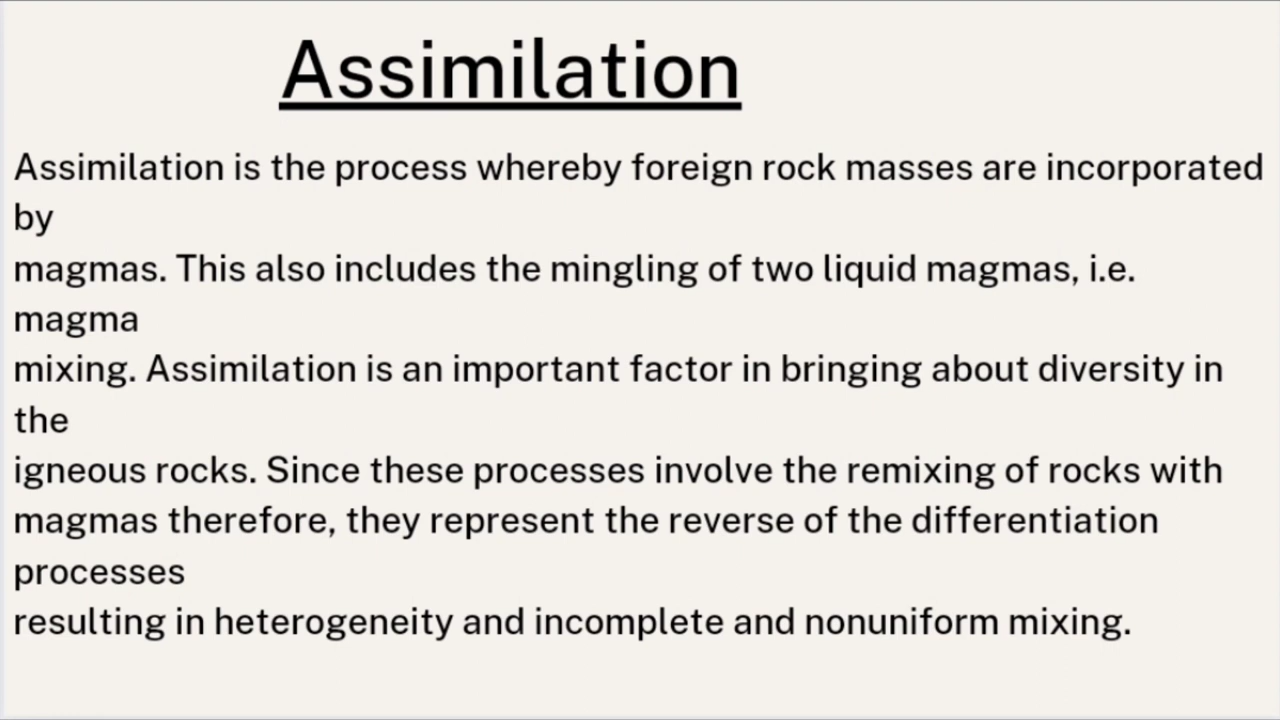 Assimilation
Assimilation is the process whereby foreign rock masses are incorporated
by
magmas. This also includes the mingling of two liquid magmas, i.e.
magma
mixing. Assimilation is an important factor in bringing about diversity in
the
igneous rocks. Since these processes involve the remixing of rocks with
magmas therefore, they represent the reverse of the differentiation
processes
resulting in heterogeneity and incomplete and nonuniform mixing.